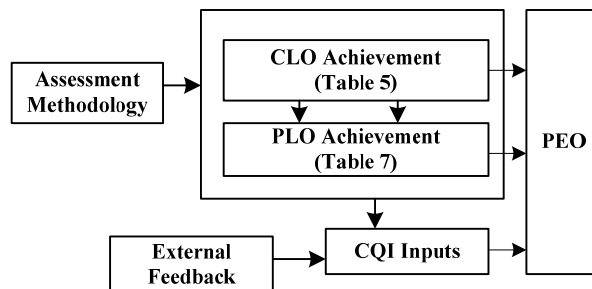 CLO Achievement
(Table 5)
Assessment
Methodology
PLO Achievement
(Table 7)
PEO
External
Feedback
CQI Inputs